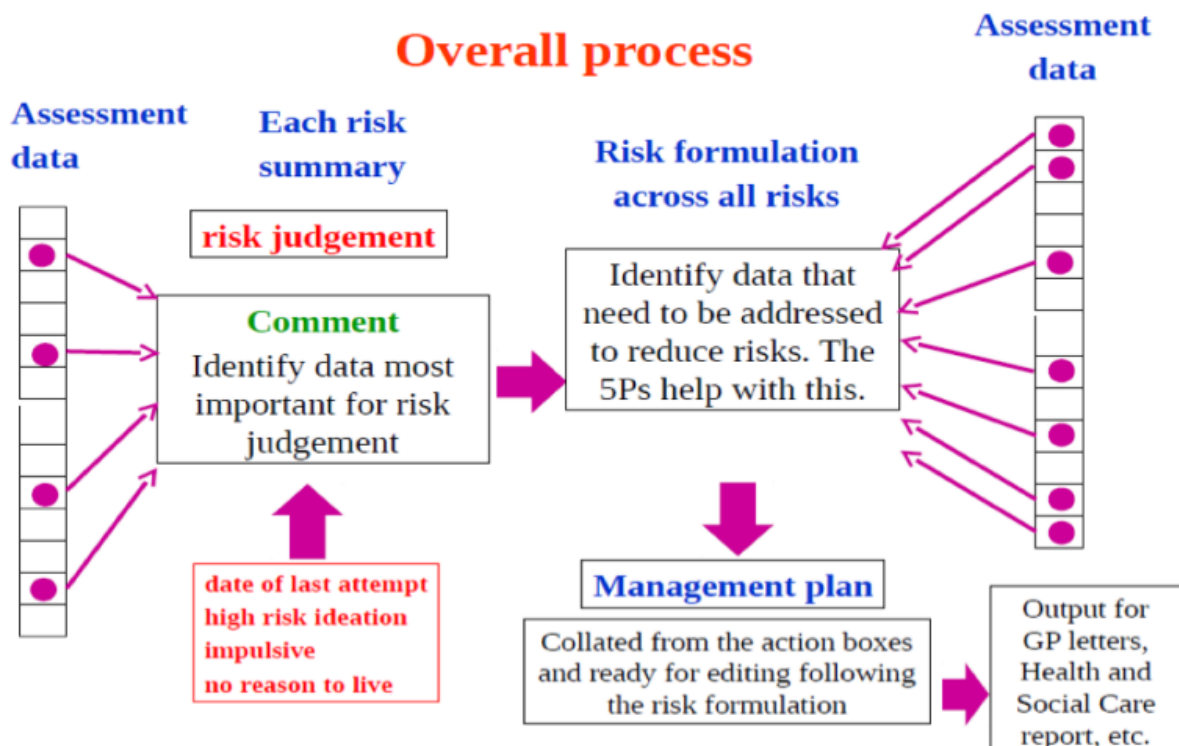 Overall process
Assessment
data
Each risk
summary
risk judgement
Comment
Identify data most
important for risk
judgement
date of last attempt
high risk ideation
impulsive
no reason to live
Risk formulation
across all risks
Identify data that
need to be addressed
to reduce risks. The
5Ps help with this.
Assessment
data
Management plan
Collated from the action boxes
and ready for editing following
the risk formulation
Output for
GP letters,
Health and
Social Care
report, etc.